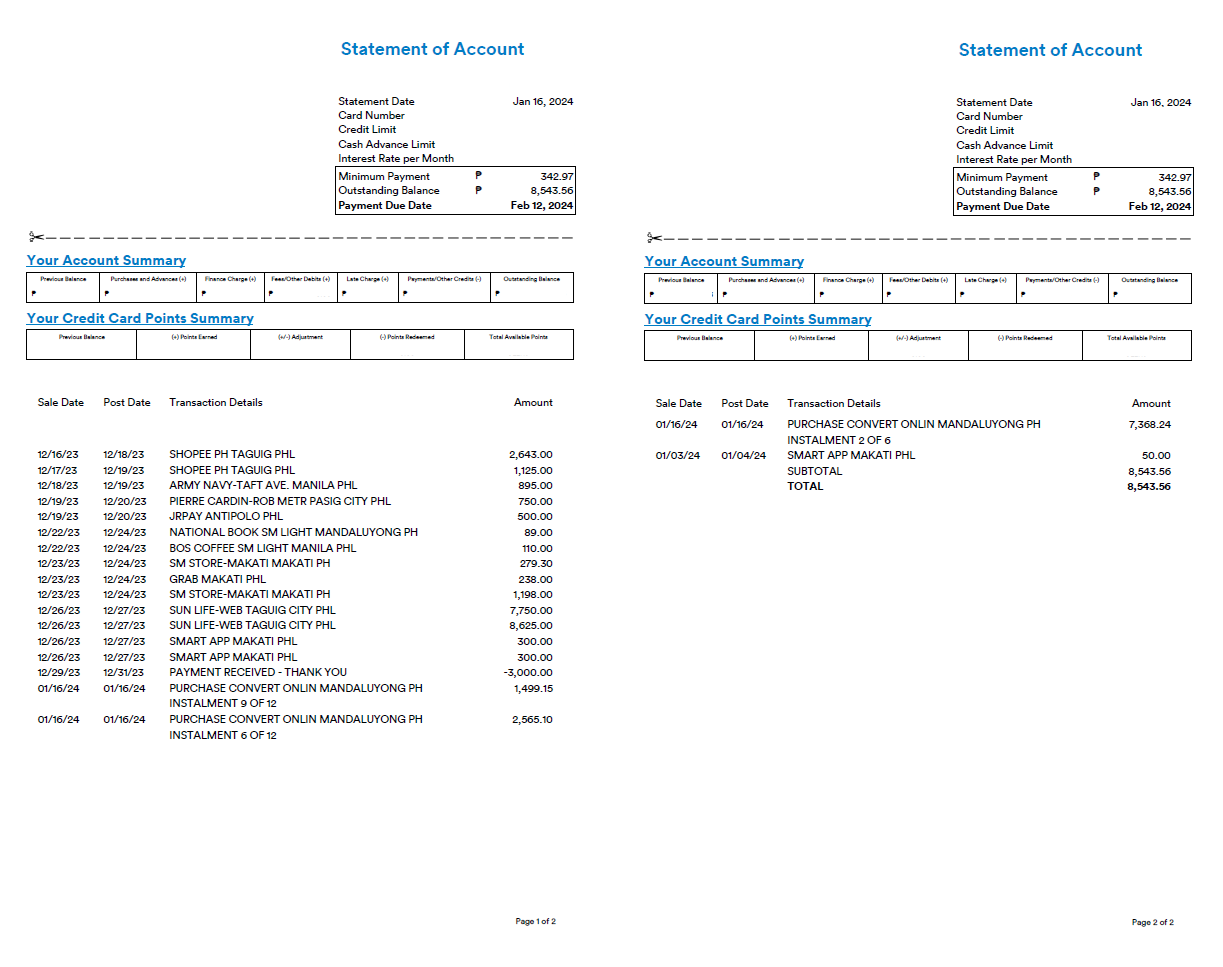 Statement of Account
Statement Date Jan 16, 2024
Card Number
Credit Limit
Cash Advance Limit
Interest Rate per Month
Minimum Payment ₱ 342.97
Outstanding Balance ₱ 8,543.56
Payment Due Date Feb 12, 2024
Your Account Summary
Previous Balance Purchases and Advances (+) Finance Charge (+) Fees/Other Debits (+) Late Charge (+) Payments/Other Credits (-) Outstanding Balance
₱ ₱ ₱ ₱ ₱ ₱ ₱
Your Credit Card Points Summary
Previous Balance (+) Points Earned (+/-) Adjustment (-) Points Redeemed Total Available Points
Sale Date Post Date Transaction Details Amount
12/16/23 12/18/23 SHOPEE PH TAGUIG PHL 2,643.00
12/17/23 12/19/23 SHOPEE PH TAGUIG PHL 1,125.00
12/18/23 12/19/23 ARMY NAVY-TAFT AVE. MANILA PHL 895.00
12/19/23 12/20/23 PIERRE CARDIN-ROB METR PASIG CITY PHL 750.00
12/19/23 12/20/23 JRPAY ANTIPOLO PHL 500.00
12/22/23 12/24/23 NATIONAL BOOK SM LIGHT MANDALUYONG PH 89.00
12/22/23 12/24/23 BOS COFFEE SM LIGHT MANILA PHL 110.00
12/23/23 12/24/23 SM STORE-MAKATI MAKATI PH 279.30
12/23/23 12/24/23 GRAB MAKATI PHL 238.00
12/23/23 12/24/23 SM STORE-MAKATI MAKATI PH 1,198.00
12/26/23 12/27/23 SUN LIFE-WEB TAGUIG CITY PHL 7,750.00
12/26/23 12/27/23 SUN LIFE-WEB TAGUIG CITY PHL 8,625.00
12/26/23 12/27/23 SMART APP MAKATI PHL 300.00
12/26/23 12/27/23 SMART APP MAKATI PHL 300.00
12/29/23 12/31/23 PAYMENT RECEIVED - THANK YOU -3,000.00
01/16/24 01/16/24 PURCHASE CONVERT ONLIN MANDALUYONG PH 1,499.15
INSTALMENT 9 OF 12
01/16/24 01/16/24 PURCHASE CONVERT ONLIN MANDALUYONG PH 2,565.10
INSTALMENT 6 OF 12
Page 1 of 2
Statement of Account
Statement Date Jan 16, 2024
Card Number
Credit Limit
Cash Advance Limit
Interest Rate per Month
Minimum Payment ₱ 342.97
Outstanding Balance ₱ 8,543.56
Payment Due Date Feb 12, 2024
Your Account Summary
Previous Balance Purchases and Advances (+) Finance Charge (+) Fees/Other Debits (+) Late Charge (+) Payments/Other Credits (-) Outstanding Balance
₱ ₱ ₱ ₱ ₱ ₱ ₱
Your Credit Card Points Summary
Previous Balance (+) Points Earned (+/-) Adjustment (-) Points Redeemed Total Available Points
Sale Date Post Date Transaction Details Amount
01/16/24 01/16/24 PURCHASE CONVERT ONLIN MANDALUYONG PH 7,368.24
INSTALMENT 2 OF 6
01/03/24 01/04/24 SMART APP MAKATI PHL 50.00
SUBTOTAL 8,543.56
TOTAL 8,543.56
Page 2 of 2